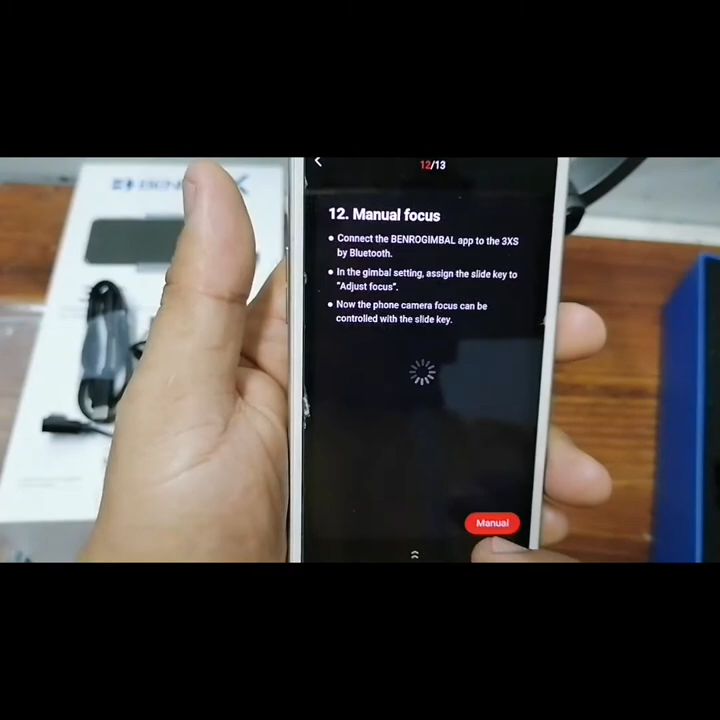 12/13
12. Manual focus
• Connect the BENROGIMBAL app to the 3XS
by Bluetooth.
• In the gimbal setting, assign the slide key to
"Adjust focus".
• Now the phone camera focus can be
controlled with the slide key.
Manual